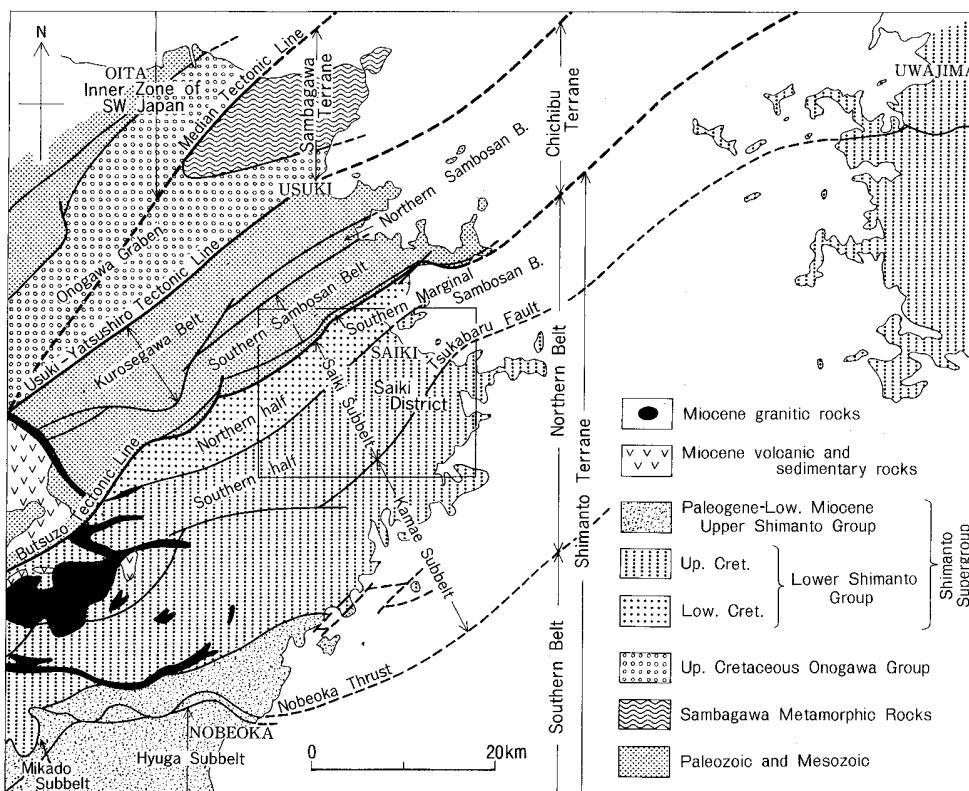 N
OITA
Inner Zone of
SW Japan
Median Tectonic Line
Sambagawa
Terrane
Chichibu
Terrane
UWAJIMA
USUKI
Northern Sambosan B.
Onogawa Graben
Usuki-Yatsushiro Tectonic Line
Kurosegawa Belt
Southern Sambosan Belt
Southern Marginal
Sambosan B.
Tsukabaru Fault
SAIKI
Saiki
District
Saiki Subbelt
Northern half
Southern half
Butsuzo Tectonic Line
Kamae Subbelt
Northern Belt
Shimanto Terrane
Southern Belt
Nobeoka Thrust
NOBEOKA
Mikado
Subbelt
Hyuga Subbelt
0 20km
Miocene granitic rocks
Miocene volcanic and
sedimentary rocks
Paleogene-Low. Miocene
Upper Shimanto Group
Up. Cret.
Low. Cret.
Lower Shimanto
Group
Shimanto
Supergroup
Up. Cretaceous Onogawa Group
Sambagawa Metamorphic Rocks
Paleozoic and Mesozoic